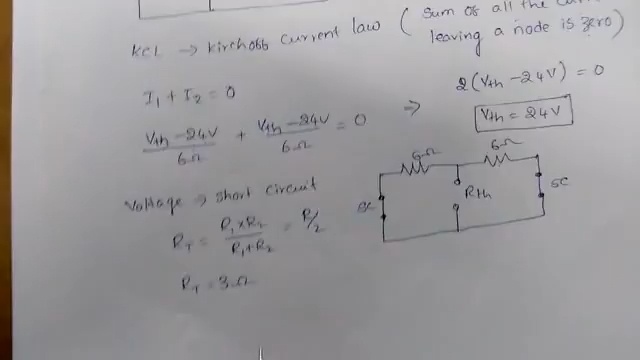 KCL → Kirchoff Current law ( Sum of all the
leaving a node is zero)
I₁ + I₂ = 0
Vth − 24V / 6Ω + Vth − 24V / 6Ω = 0
⇒ 2(Vth − 24V) = 0
Vth = 24V
Voltage → short circuit
R_T = R₁×R₂ / R₁+R₂ = R/2
R_T = 3Ω
6Ω 6Ω
SC Rth SC